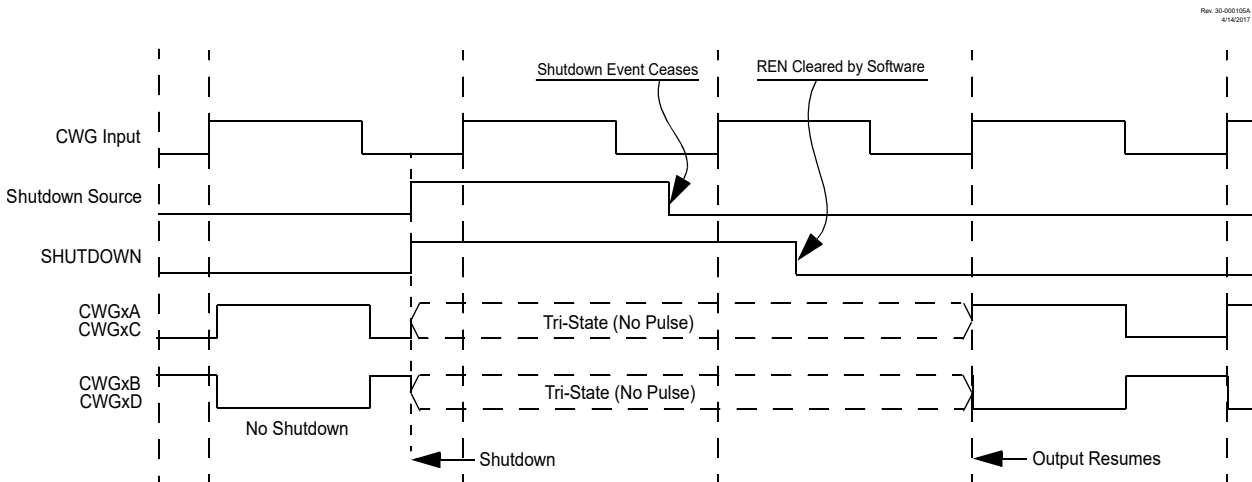 Rev. 30-000105A
4/14/2017
Shutdown Event Ceases
REN Cleared by Software
CWG Input
Shutdown Source
SHUTDOWN
CWGxA
CWGxC
Tri-State (No Pulse)
CWGxB
CWGxD
Tri-State (No Pulse)
No Shutdown
Shutdown
Output Resumes